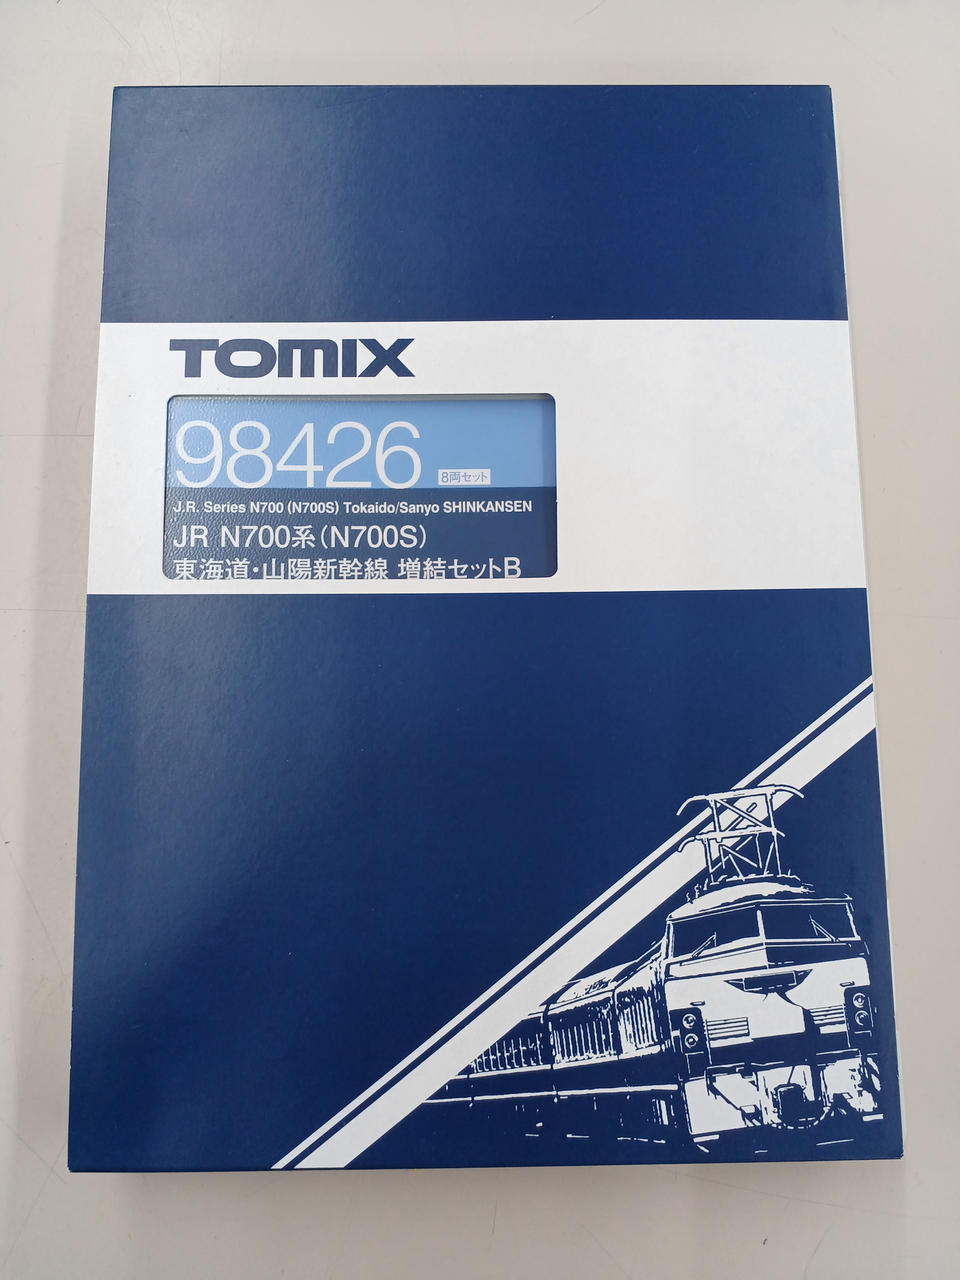 TOMIX
98426 8両セット
J.R. Series N700 (N700S) Tokaido/Sanyo SHINKANSEN
JR N700系(N700S)
東海道・山陽新幹線 増結セットB